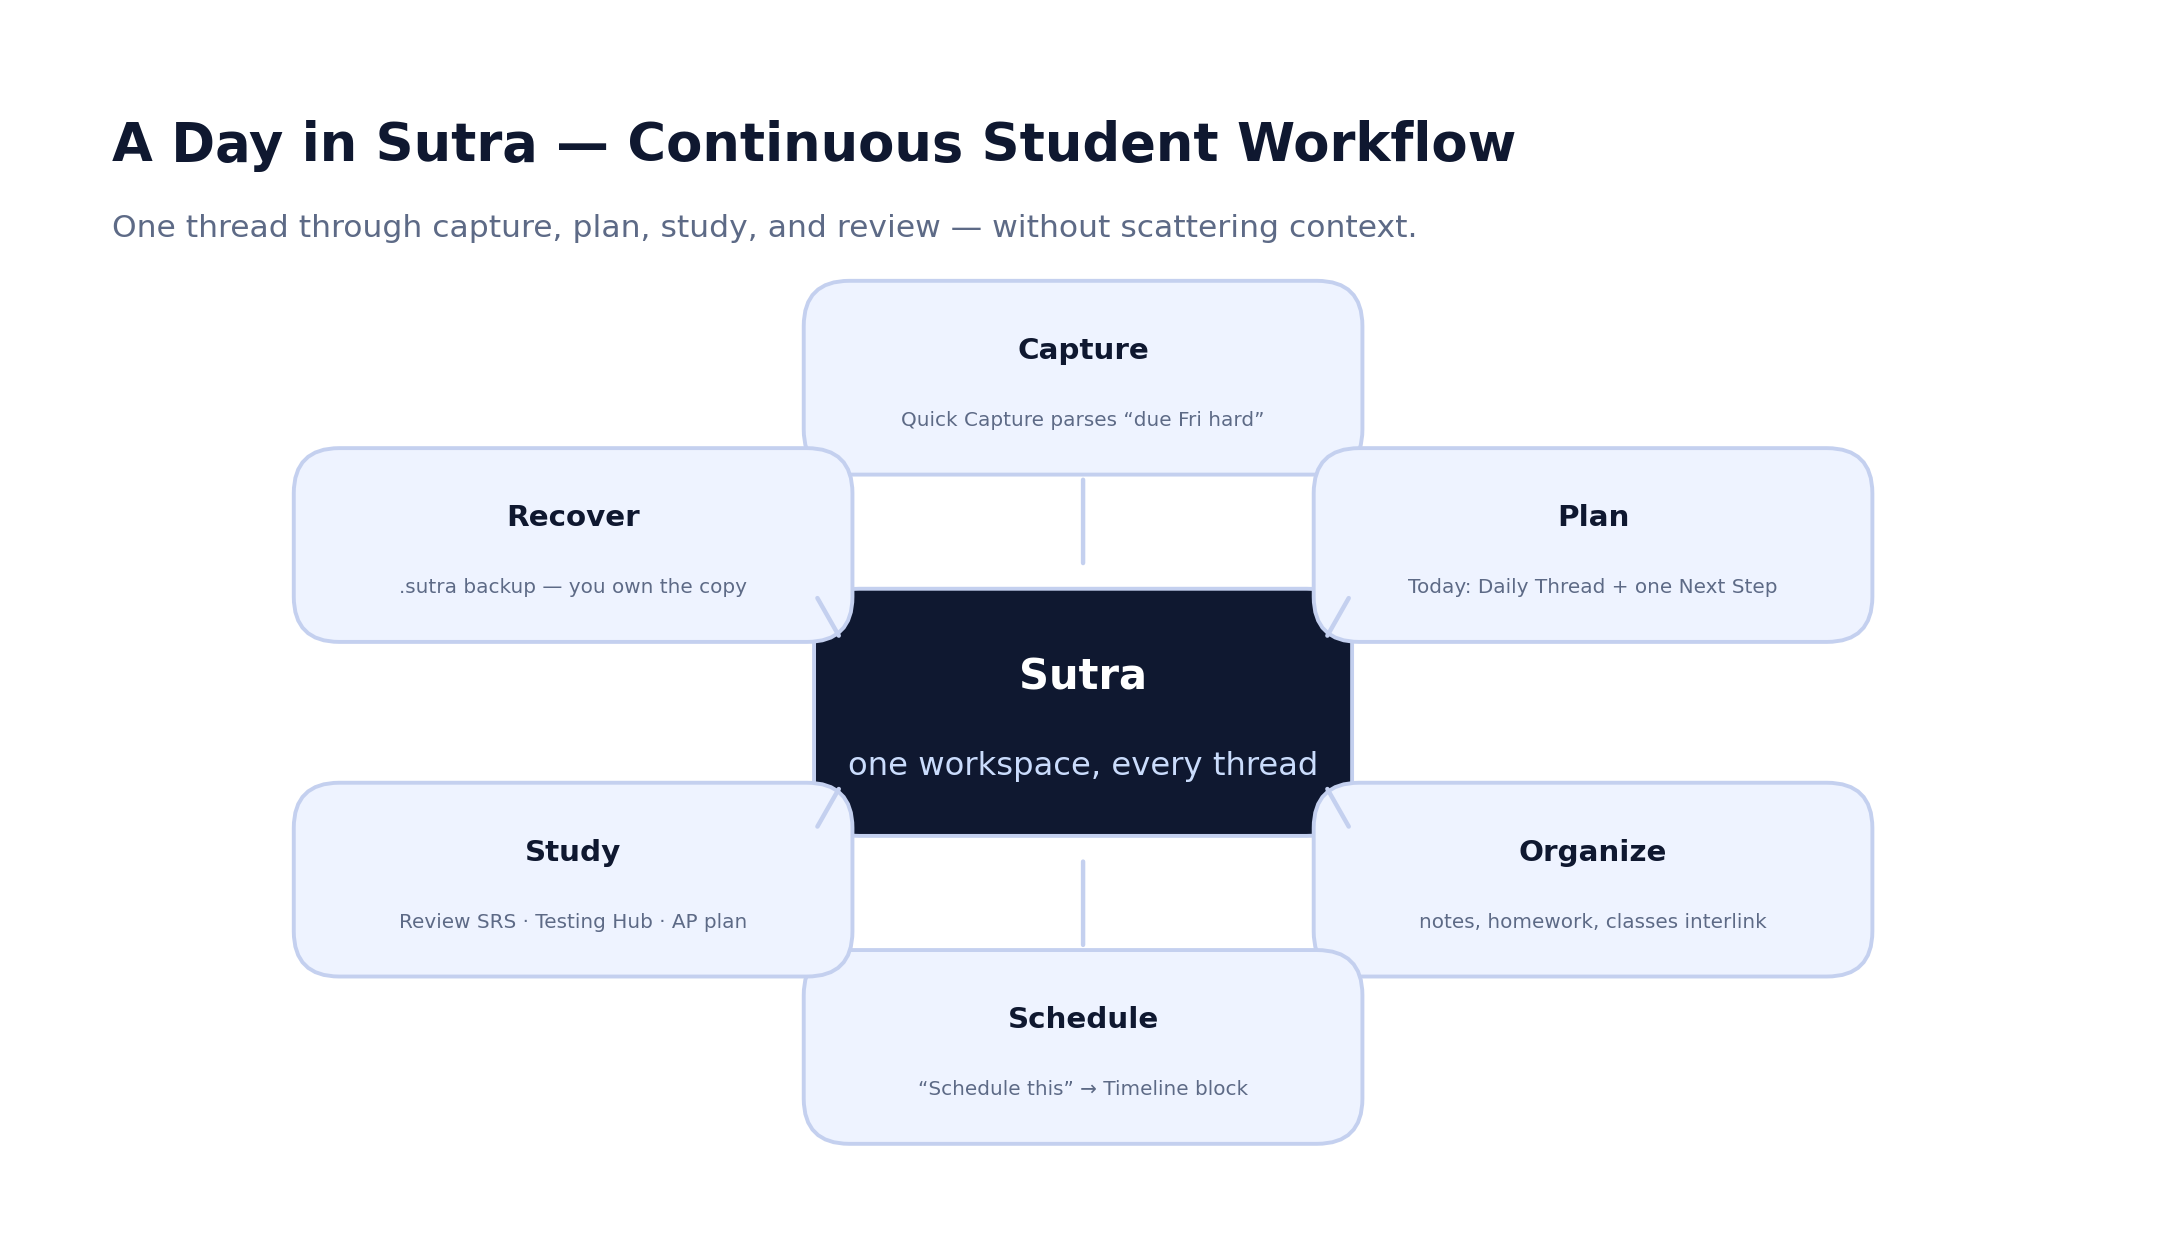 A Day in Sutra — Continuous Student Workflow
One thread through capture, plan, study, and review — without scattering context.
Capture
Quick Capture parses “due Fri hard”
Recover
.sutra backup — you own the copy
Plan
Today: Daily Thread + one Next Step
Sutra
one workspace, every thread
Study
Review SRS · Testing Hub · AP plan
Organize
notes, homework, classes interlink
Schedule
“Schedule this” → Timeline block